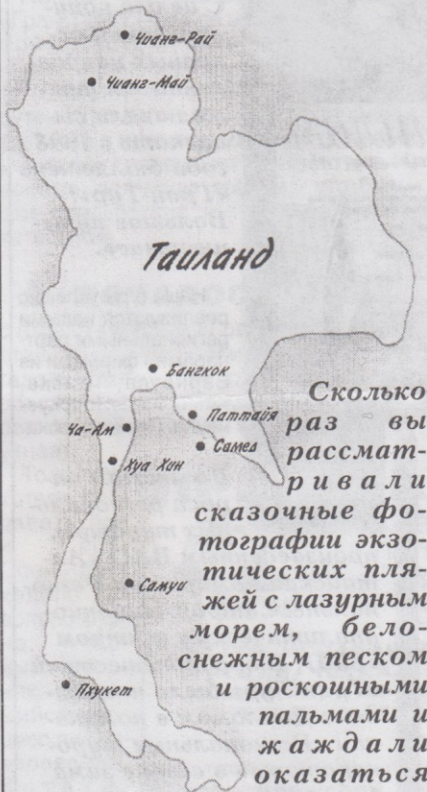 Чианг-Рай
Чианг-Май
Таиланд
Бангкок
Паттайя
Ча-Ам
Самед
Хуа Хин
Самуи
Пхукет
Сколько
раз вы
рассмат-
ривали
сказочные фо-
тографии экзо-
тических пля-
жей с лазурным
морем, бело-
снежным песком
и роскошными
пальмами и
жаждали
оказаться